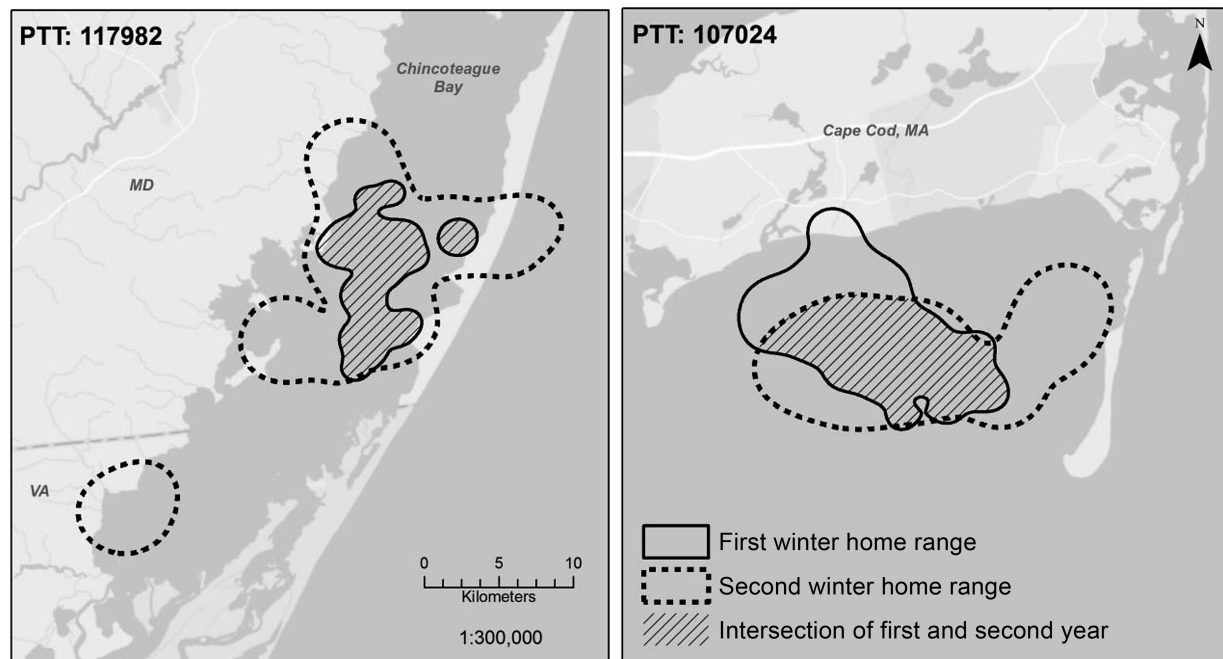 PTT: 117982
Chincoteague
Bay
MD
VA
0 5 10
Kilometers
1:300,000
PTT: 107024
N
Cape Cod, MA
First winter home range
Second winter home range
Intersection of first and second year